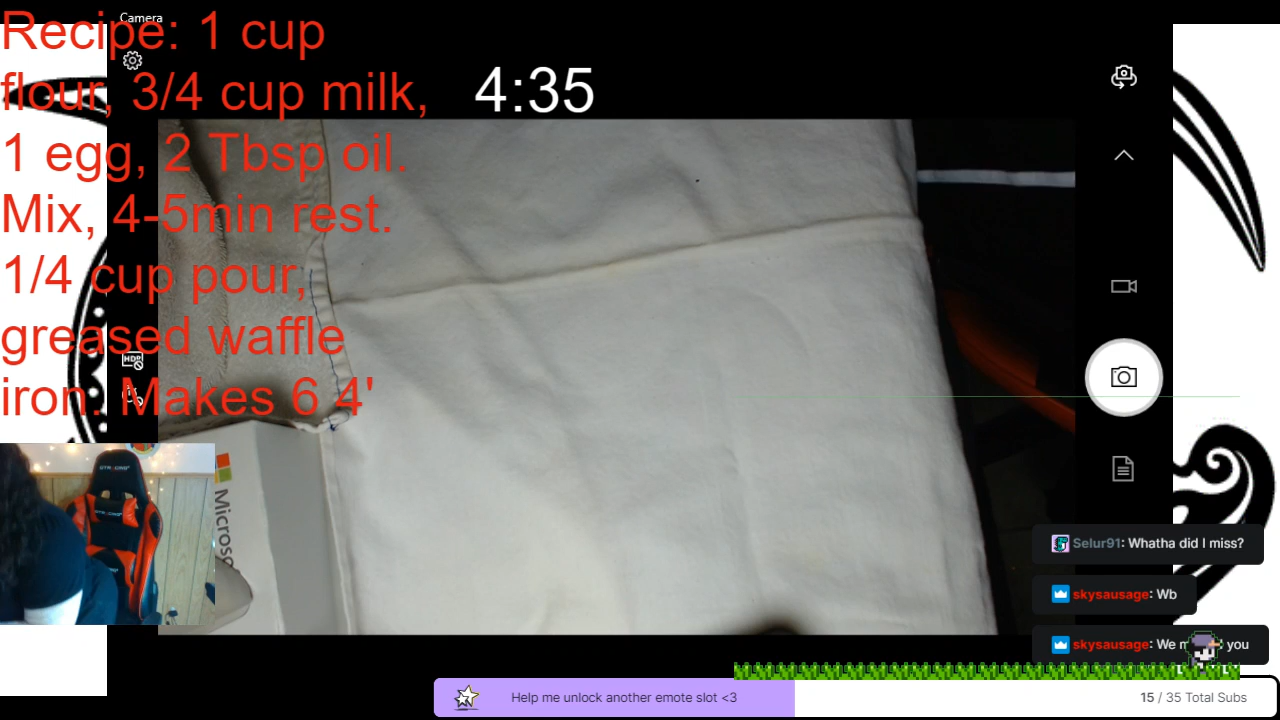 Camera
Recipe: 1 cup
flour, 3/4 cup milk,
1 egg, 2 Tbsp oil.
Mix, 4-5min rest.
1/4 cup pour,
greased waffle
iron. Makes 6 4'
4:35
HDR
Microso
Selur91: Whatha did I miss?
skysausage: Wb
skysausage: We you
Help me unlock another emote slot <3
15 / 35 Total Subs